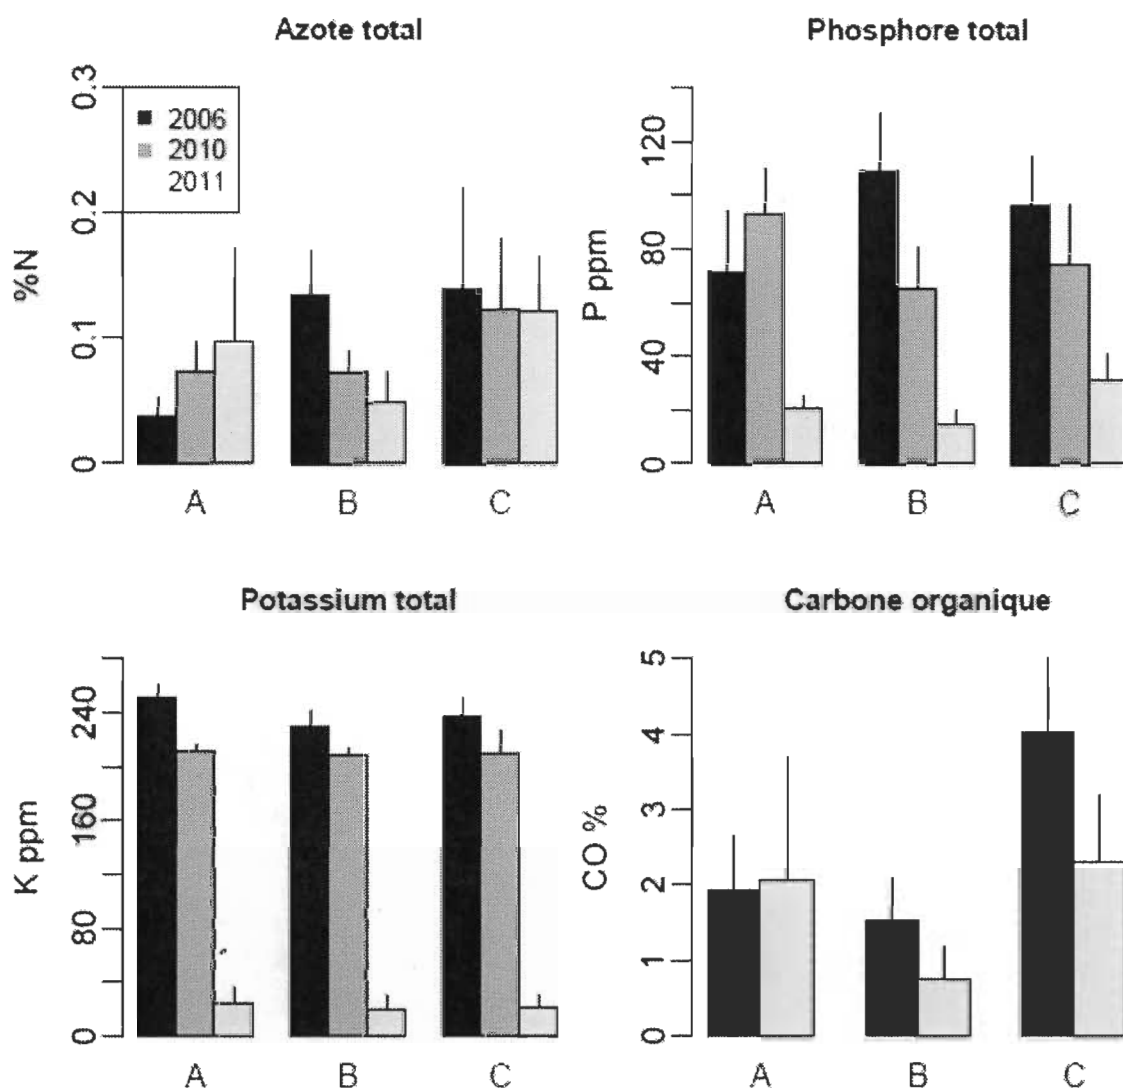 Azote total
%N
0 0.1 0.2 0.3
2006
2010
2011
A B C
Phosphore total
P ppm
0 40 80 120
A B C
Potassium total
K ppm
0 80 160 240
A B C
Carbone organique
CO %
0 1 2 3 4 5
A B C